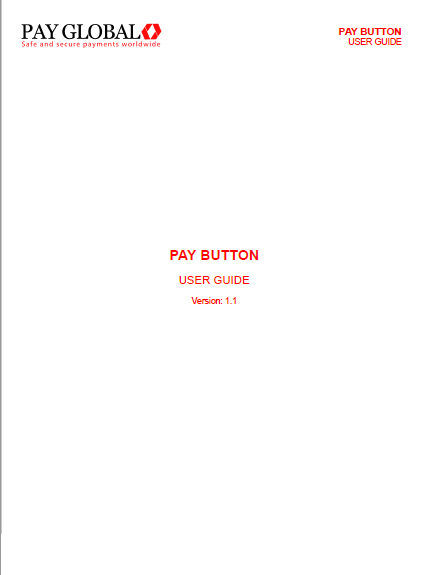 PAY GLOBAL
Safe and secure payments worldwide
PAY BUTTON
USER GUIDE
PAY BUTTON
USER GUIDE
Version: 1.1